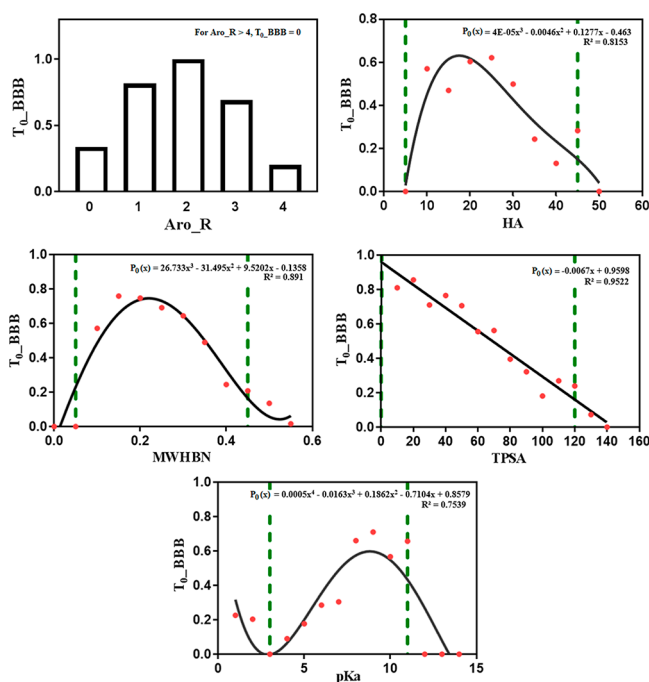 For Aro_R > 4, T₀_BBB = 0
T₀_BBB
1.0
0.5
0.0
0 1 2 3 4
Aro_R
P₀ (x) = 4E-05x³ - 0.0046x² + 0.1277x - 0.463
R² = 0.8153
T₀_BBB
0.8
0.6
0.4
0.2
0.0
0 10 20 30 40 50 60
HA
P₀ (x) = 26.733x³ - 31.495x² + 9.5202x - 0.1358
R² = 0.891
T₀_BBB
1.0
0.8
0.6
0.4
0.2
0.0
0.0 0.2 0.4 0.6
MWHBN
P₀ (x) = -0.0067x + 0.9598
R² = 0.9522
T₀_BBB
1.0
0.8
0.6
0.4
0.2
0.0
0 20 40 60 80 100 120 140 160
TPSA
P₀ (x) = 0.0005x⁴ - 0.0163x³ + 0.1862x² - 0.7104x + 0.8579
R² = 0.7539
T₀_BBB
1.0
0.8
0.6
0.4
0.2
0.0
0 5 10 15
pKa